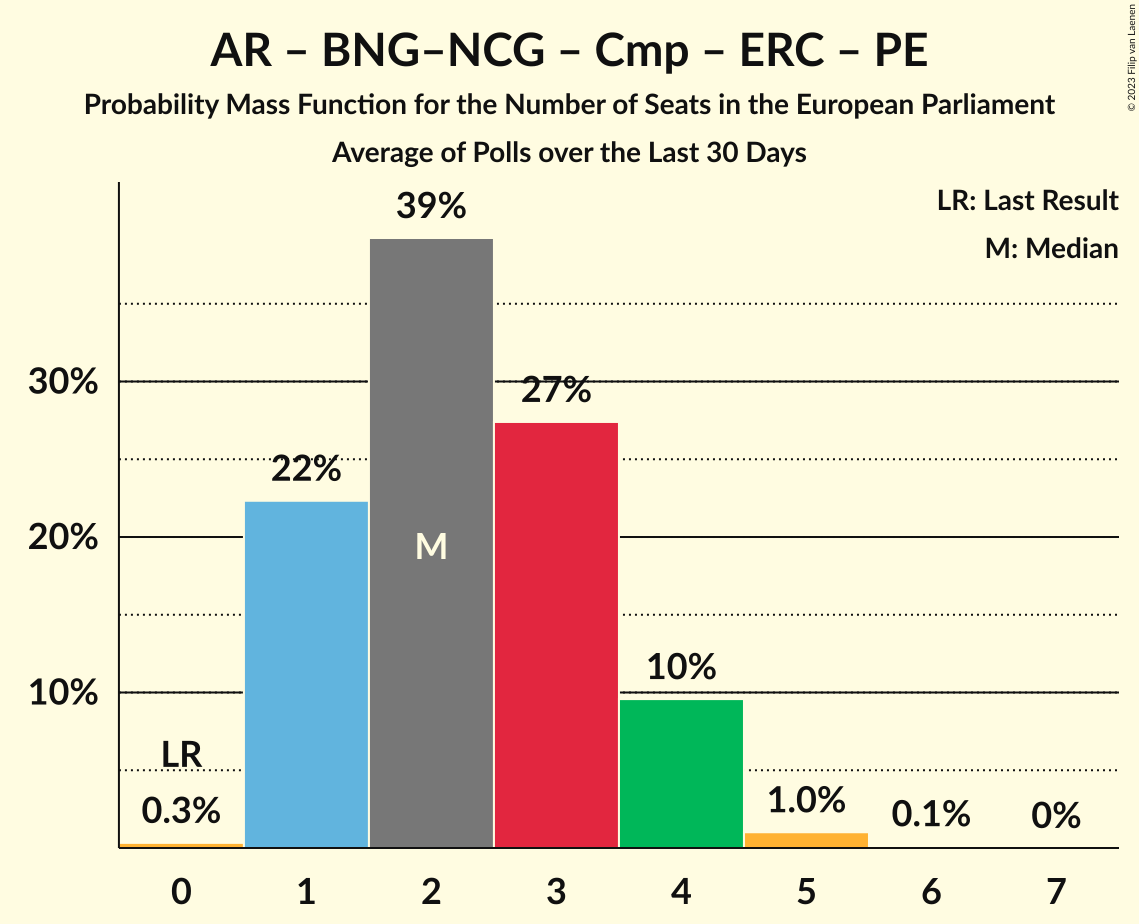 AR – BNG–NCG – Cmp – ERC – PE
Probability Mass Function for the Number of Seats in the European Parliament
Average of Polls over the Last 30 Days
© 2023 Filip van Laenen
LR: Last Result
M: Median
39%
30%
27%
22%
20%
M
10%
10%
LR
0.3%
1.0%
0.1%
0%
0 1 2 3 4 5 6 7